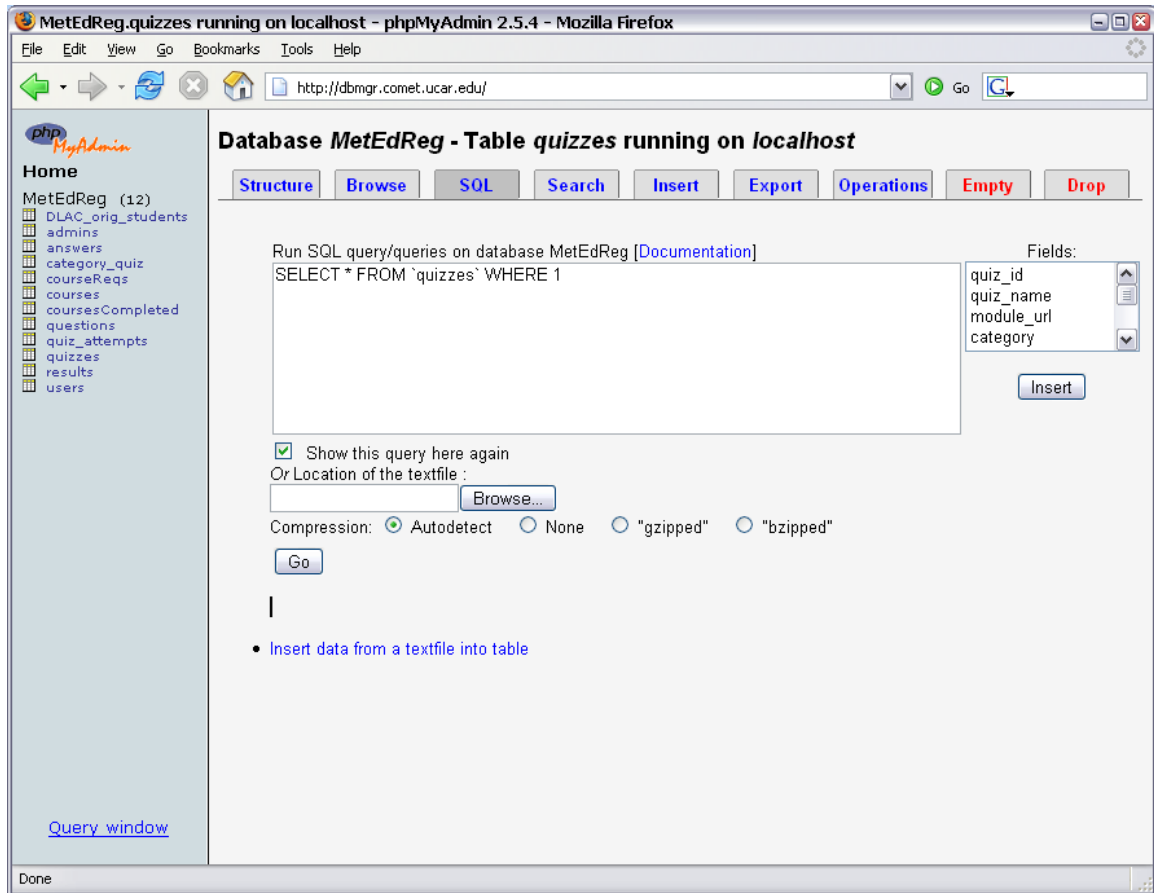 MetEdReg.quizzes running on localhost - phpMyAdmin 2.5.4 - Mozilla Firefox
File Edit View Go Bookmarks Tools Help
http://dbmgr.comet.ucar.edu/ Go G
php
MyAdmin
Home
MetEdReg (12)
DLAC_orig_students
admins
answers
category_quiz
courseReqs
courses
coursesCompleted
questions
quiz_attempts
quizzes
results
users
Query window
Database MetEdReg - Table quizzes running on localhost
Structure Browse SQL Search Insert Export Operations Empty Drop
Run SQL query/queries on database MetEdReg [Documentation]
SELECT * FROM `quizzes` WHERE 1
Fields:
quiz_id
quiz_name
module_url
category
Insert
Show this query here again
Or Location of the textfile :
Browse...
Compression: Autodetect None "gzipped" "bzipped"
Go
Insert data from a textfile into table
Done